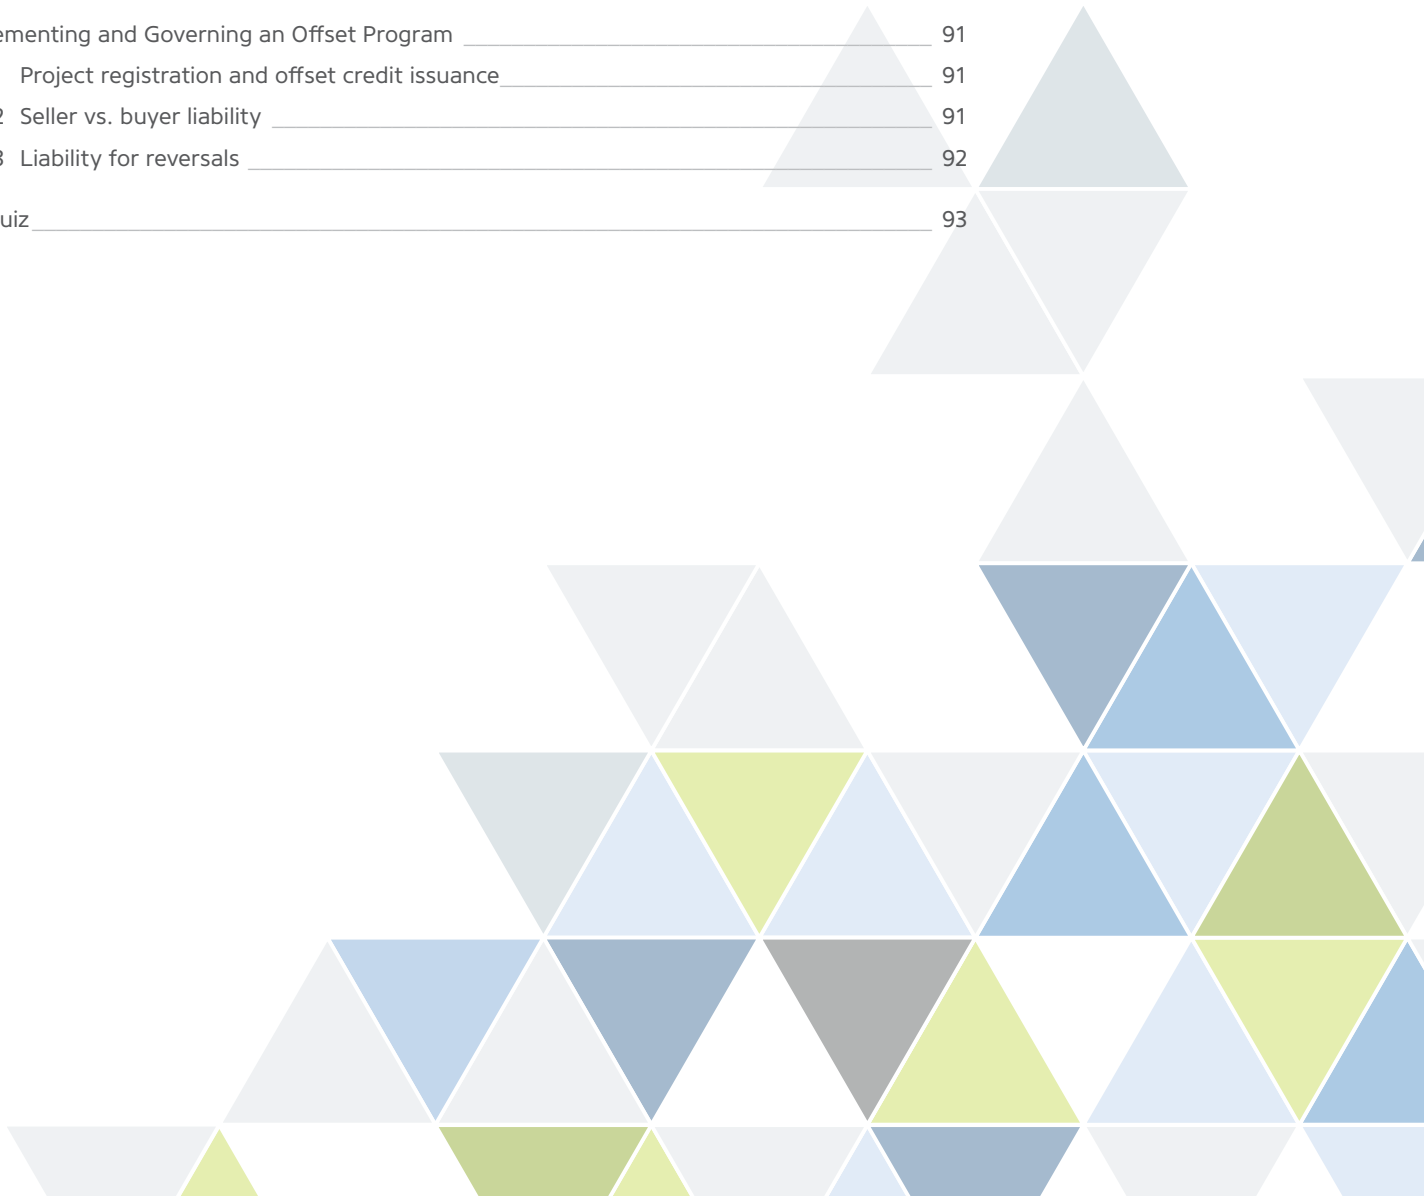 ementing and Governing an Offset Program 91
Project registration and offset credit issuance 91
2 Seller vs. buyer liability 91
3 Liability for reversals 92
uiz 93